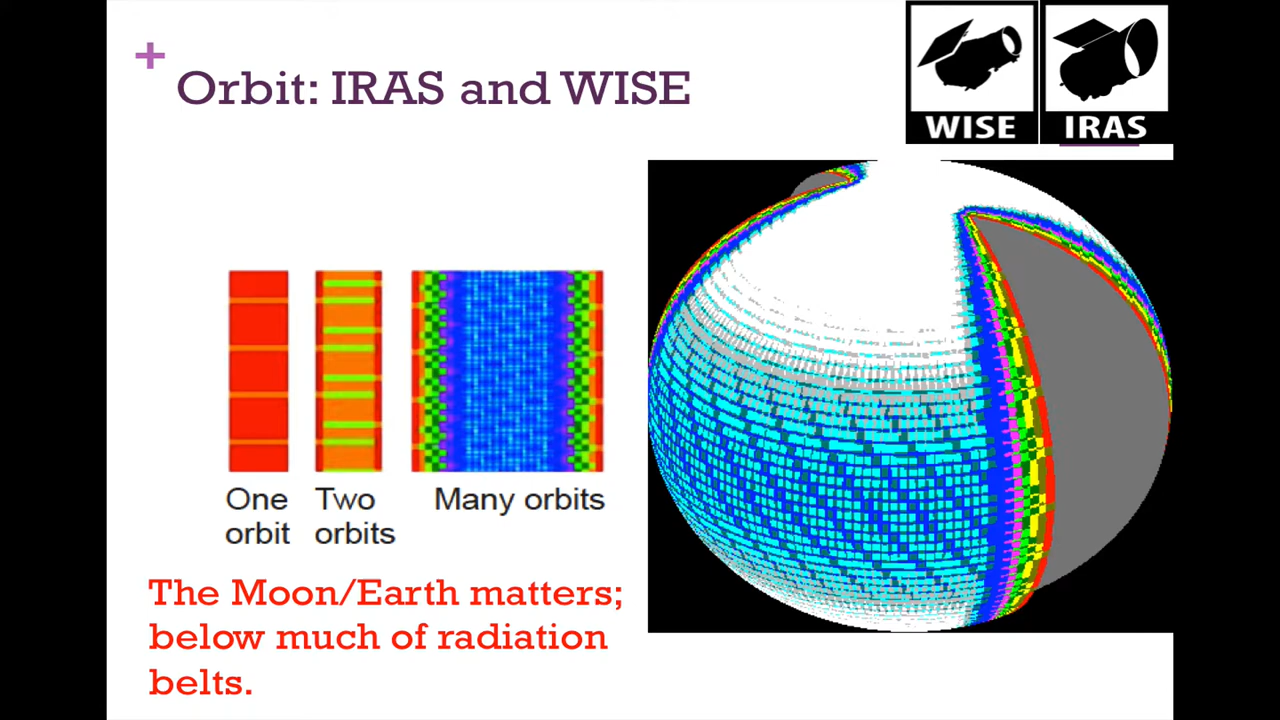 +
Orbit: IRAS and WISE
WISE
IRAS
One orbit
Two orbits
Many orbits
The Moon/Earth matters;
below much of radiation
belts.